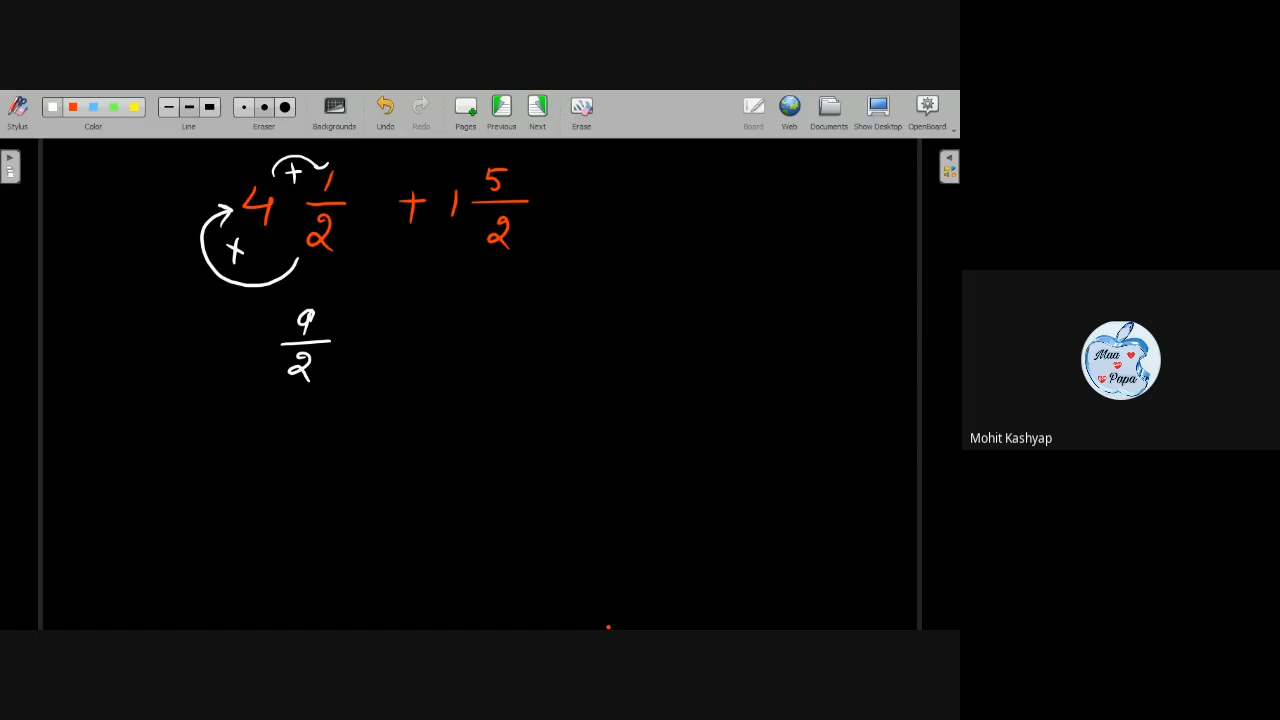 Stylus Color Line Eraser Backgrounds Undo Redo Pages Previous Next Erase Board Web Documents Show Desktop OpenBoard
+
4 1/2 + 1 5/2
×
9/2
Maa
Papa
Mohit Kashyap